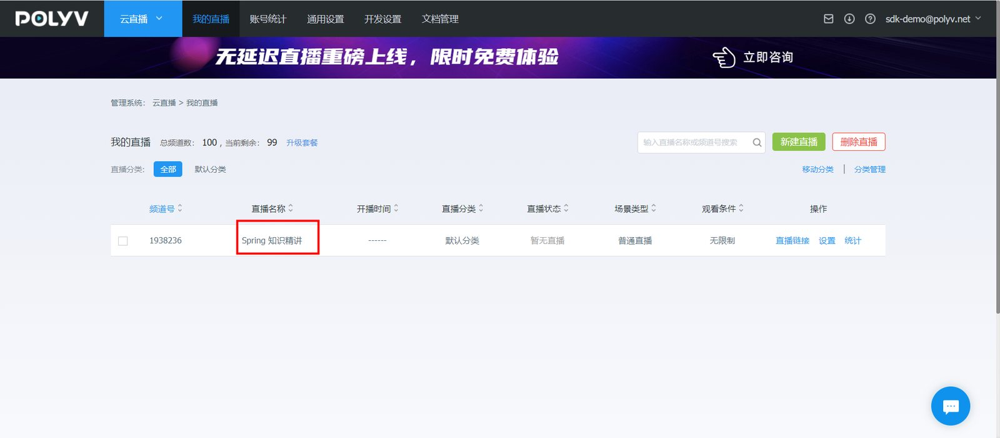 POLYV 云直播 我的直播 账号统计 通用设置 开发设置 文档管理 sdk-demo@polyv.net
无延迟直播重磅上线，限时免费体验 立即咨询
管理系统： 云直播 > 我的直播
我的直播 总频道数： 100 , 当前剩余： 99 升级套餐 输入直播名称或频道号搜索 新建直播 删除直播
直播分类: 全部 默认分类 移动分类 | 分类管理
频道号 直播名称 开播时间 直播分类 直播状态 场景类型 观看条件 操作
1938236 Spring 知识精讲 ------ 默认分类 暂无直播 普通直播 无限制 直播链接 设置 统计